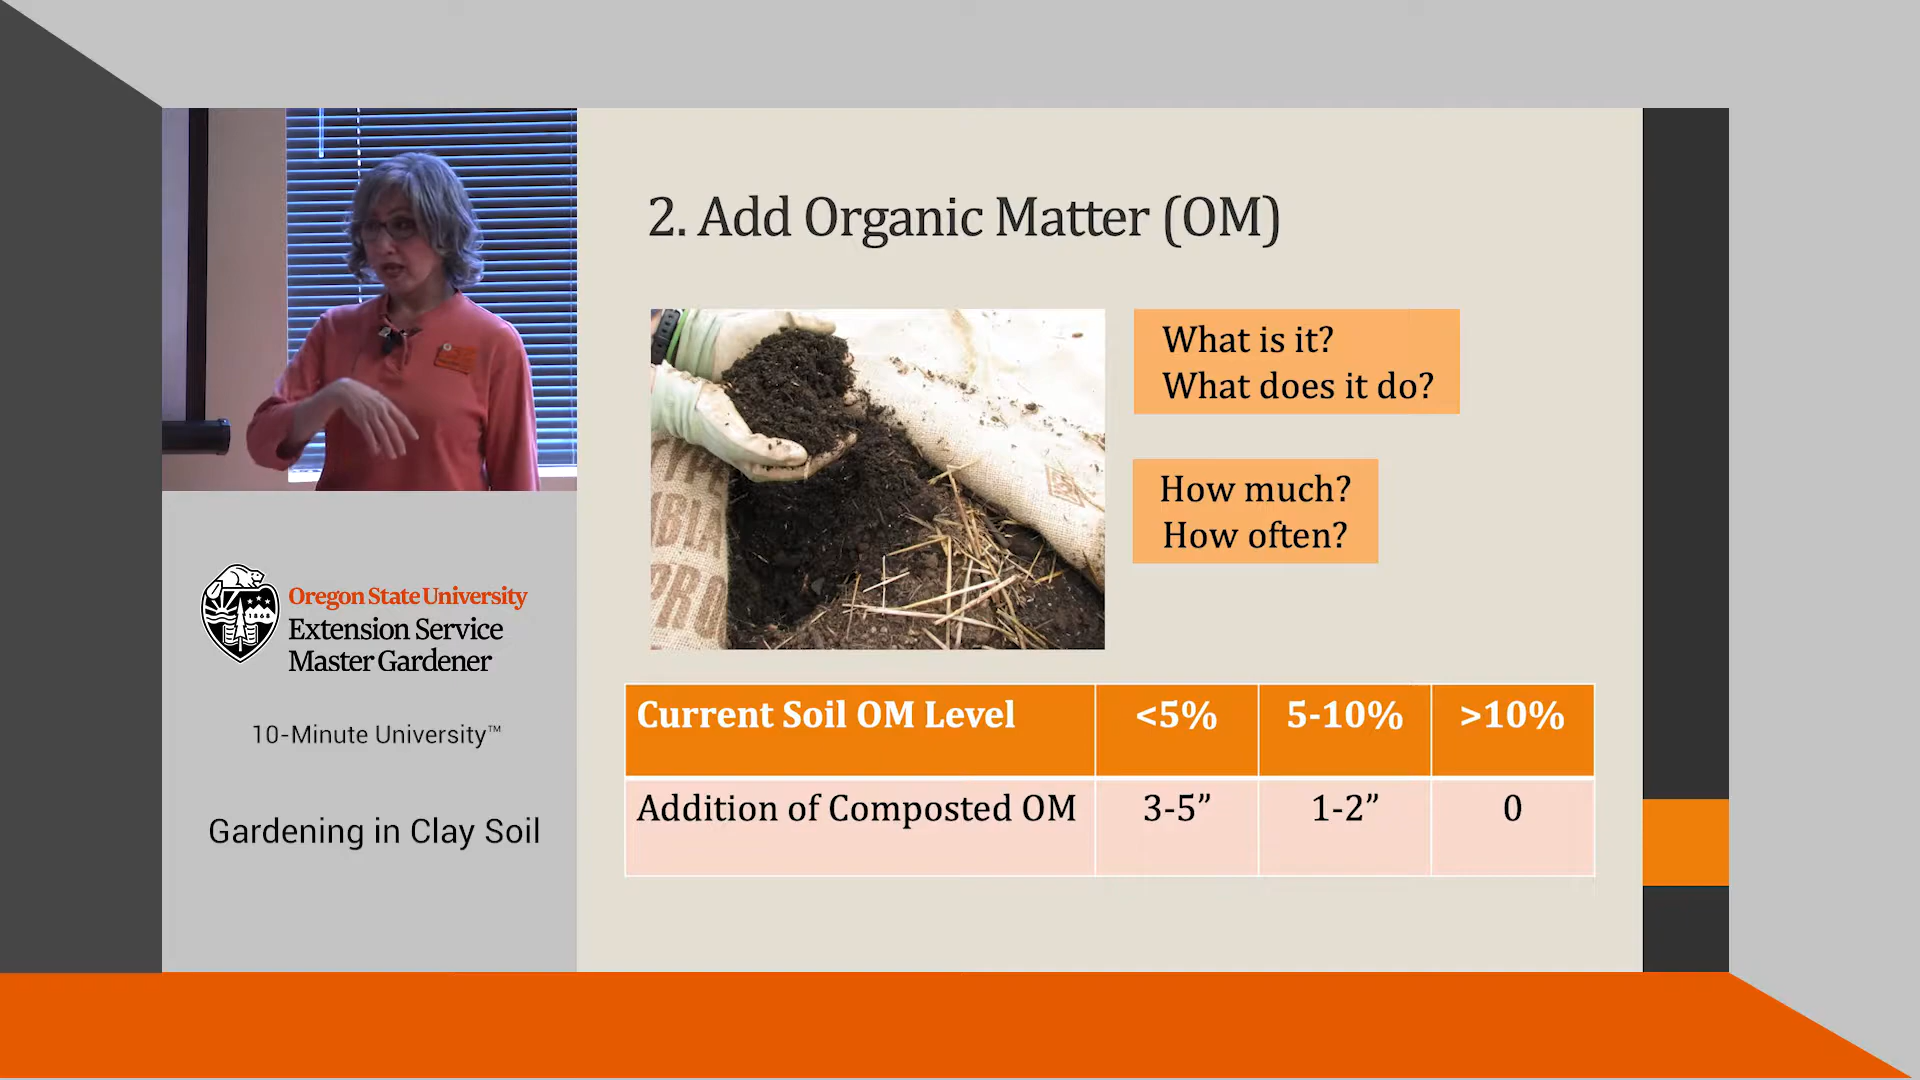 2. Add Organic Matter (OM)
What is it?
What does it do?
How much?
How often?
Oregon State University
Extension Service
Master Gardener
10-Minute University™
Gardening in Clay Soil
Current Soil OM Level <5% 5-10% >10%
Addition of Composted OM 3-5” 1-2” 0